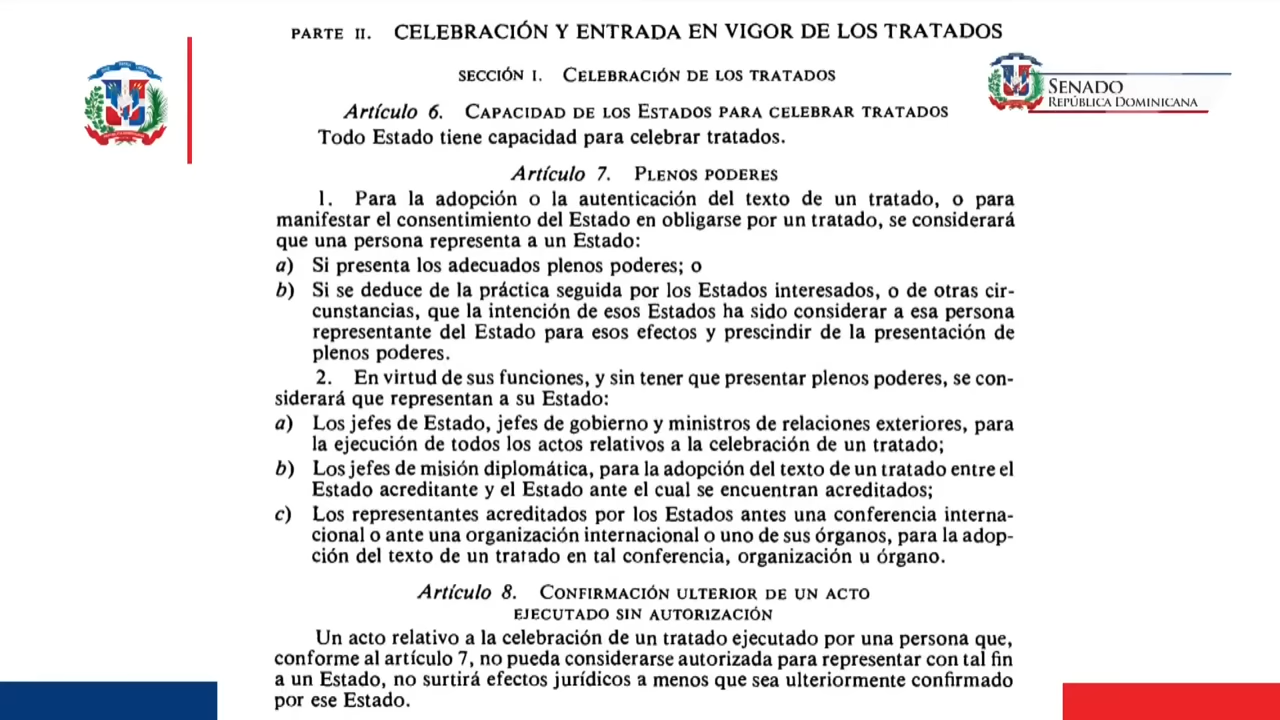 PARTE II. CELEBRACIÓN Y ENTRADA EN VIGOR DE LOS TRATADOS
SECCIÓN I. CELEBRACIÓN DE LOS TRATADOS
SENADO
REPÚBLICA DOMINICANA
Artículo 6. CAPACIDAD DE LOS ESTADOS PARA CELEBRAR TRATADOS
Todo Estado tiene capacidad para celebrar tratados.
Artículo 7. PLENOS PODERES
1. Para la adopción o la autenticación del texto de un tratado, o para
manifestar el consentimiento del Estado en obligarse por un tratado, se considerará
que una persona representa a un Estado:
a) Si presenta los adecuados plenos poderes; o
b) Si se deduce de la práctica seguida por los Estados interesados, o de otras cir-
cunstancias, que la intención de esos Estados ha sido considerar a esa persona
representante del Estado para esos efectos y prescindir de la presentación de
plenos poderes.
2. En virtud de sus funciones, y sin tener que presentar plenos poderes, se con-
siderará que representan a su Estado:
a) Los jefes de Estado, jefes de gobierno y ministros de relaciones exteriores, para
la ejecución de todos los actos relativos a la celebración de un tratado;
b) Los jefes de misión diplomática, para la adopción del texto de un tratado entre el
Estado acreditante y el Estado ante el cual se encuentran acreditados;
c) Los representantes acreditados por los Estados antes una conferencia interna-
cional o ante una organización internacional o uno de sus órganos, para la adop-
ción del texto de un tratado en tal conferencia, organización u órgano.
Artículo 8. CONFIRMACIÓN ULTERIOR DE UN ACTO
EJECUTADO SIN AUTORIZACIÓN
Un acto relativo a la celebración de un tratado ejecutado por una persona que,
conforme al artículo 7, no pueda considerarse autorizada para representar con tal fin
a un Estado, no surtirá efectos jurídicos a menos que sea ulteriormente confirmado
por ese Estado.